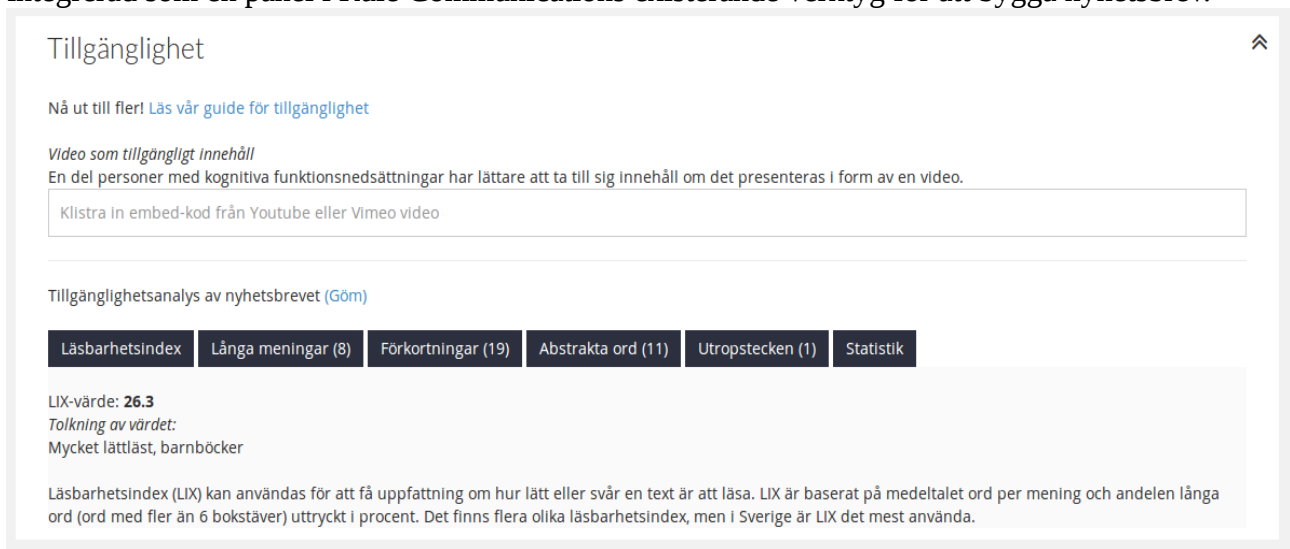 Tillgänglighet
Nå ut till fler! Läs vår guide för tillgänglighet
Video som tillgängligt innehåll
En del personer med kognitiva funktionsnedsättningar har lättare att ta till sig innehåll om det presenteras i form av en video.
Klistra in embed-kod från Youtube eller Vimeo video
Tillgänglighetsanalys av nyhetsbrevet (Göm)
Läsbarhetsindex Långa meningar (8) Förkortningar (19) Abstrakta ord (11) Utropstecken (1) Statistik
LIX-värde: 26.3
Tolkning av värdet:
Mycket lättläst, barnböcker
Läsbarhetsindex (LIX) kan användas för att få uppfattning om hur lätt eller svår en text är att läsa. LIX är baserat på medeltalet ord per mening och andelen långa
ord (ord med fler än 6 bokstäver) uttryckt i procent. Det finns flera olika läsbarhetsindex, men i Sverige är LIX det mest använda.